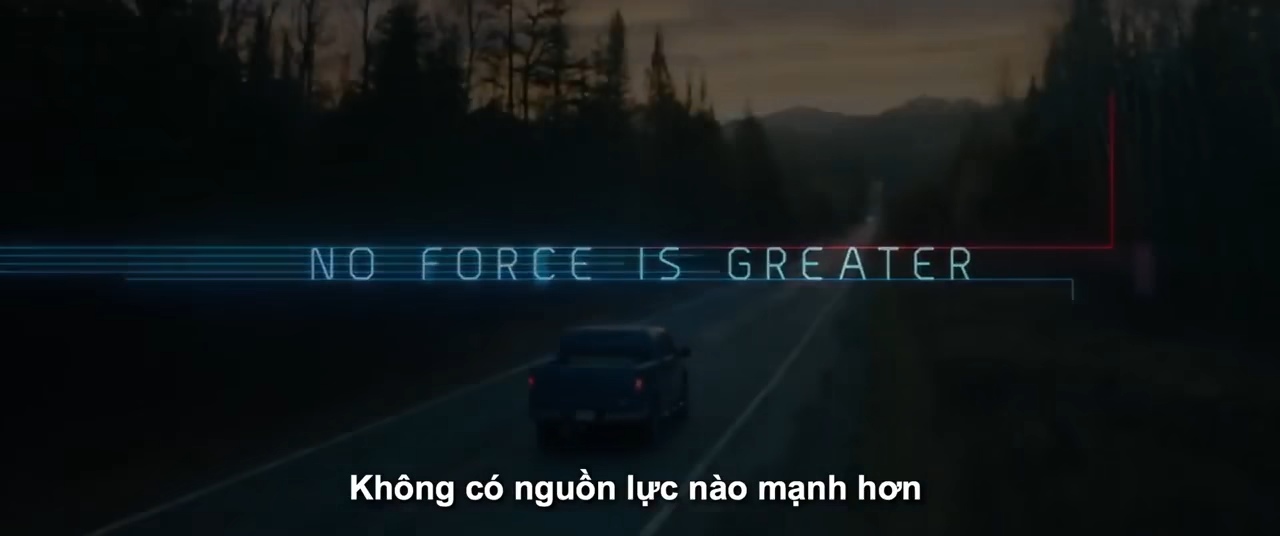 NO FORCE IS GREATER
Không có nguồn lực nào mạnh hơn